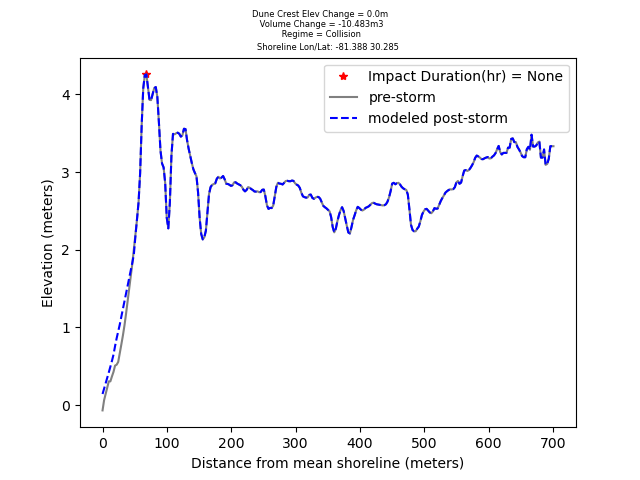 Dune Crest Elev Change = 0.0m
Volume Change = -10.483m3
Regime = Collision
Shoreline Lon/Lat: -81.388 30.285
Impact Duration(hr) = None
pre-storm
modeled post-storm
Elevation (meters)
4
3
2
1
0
0 100 200 300 400 500 600 700
Distance from mean shoreline (meters)